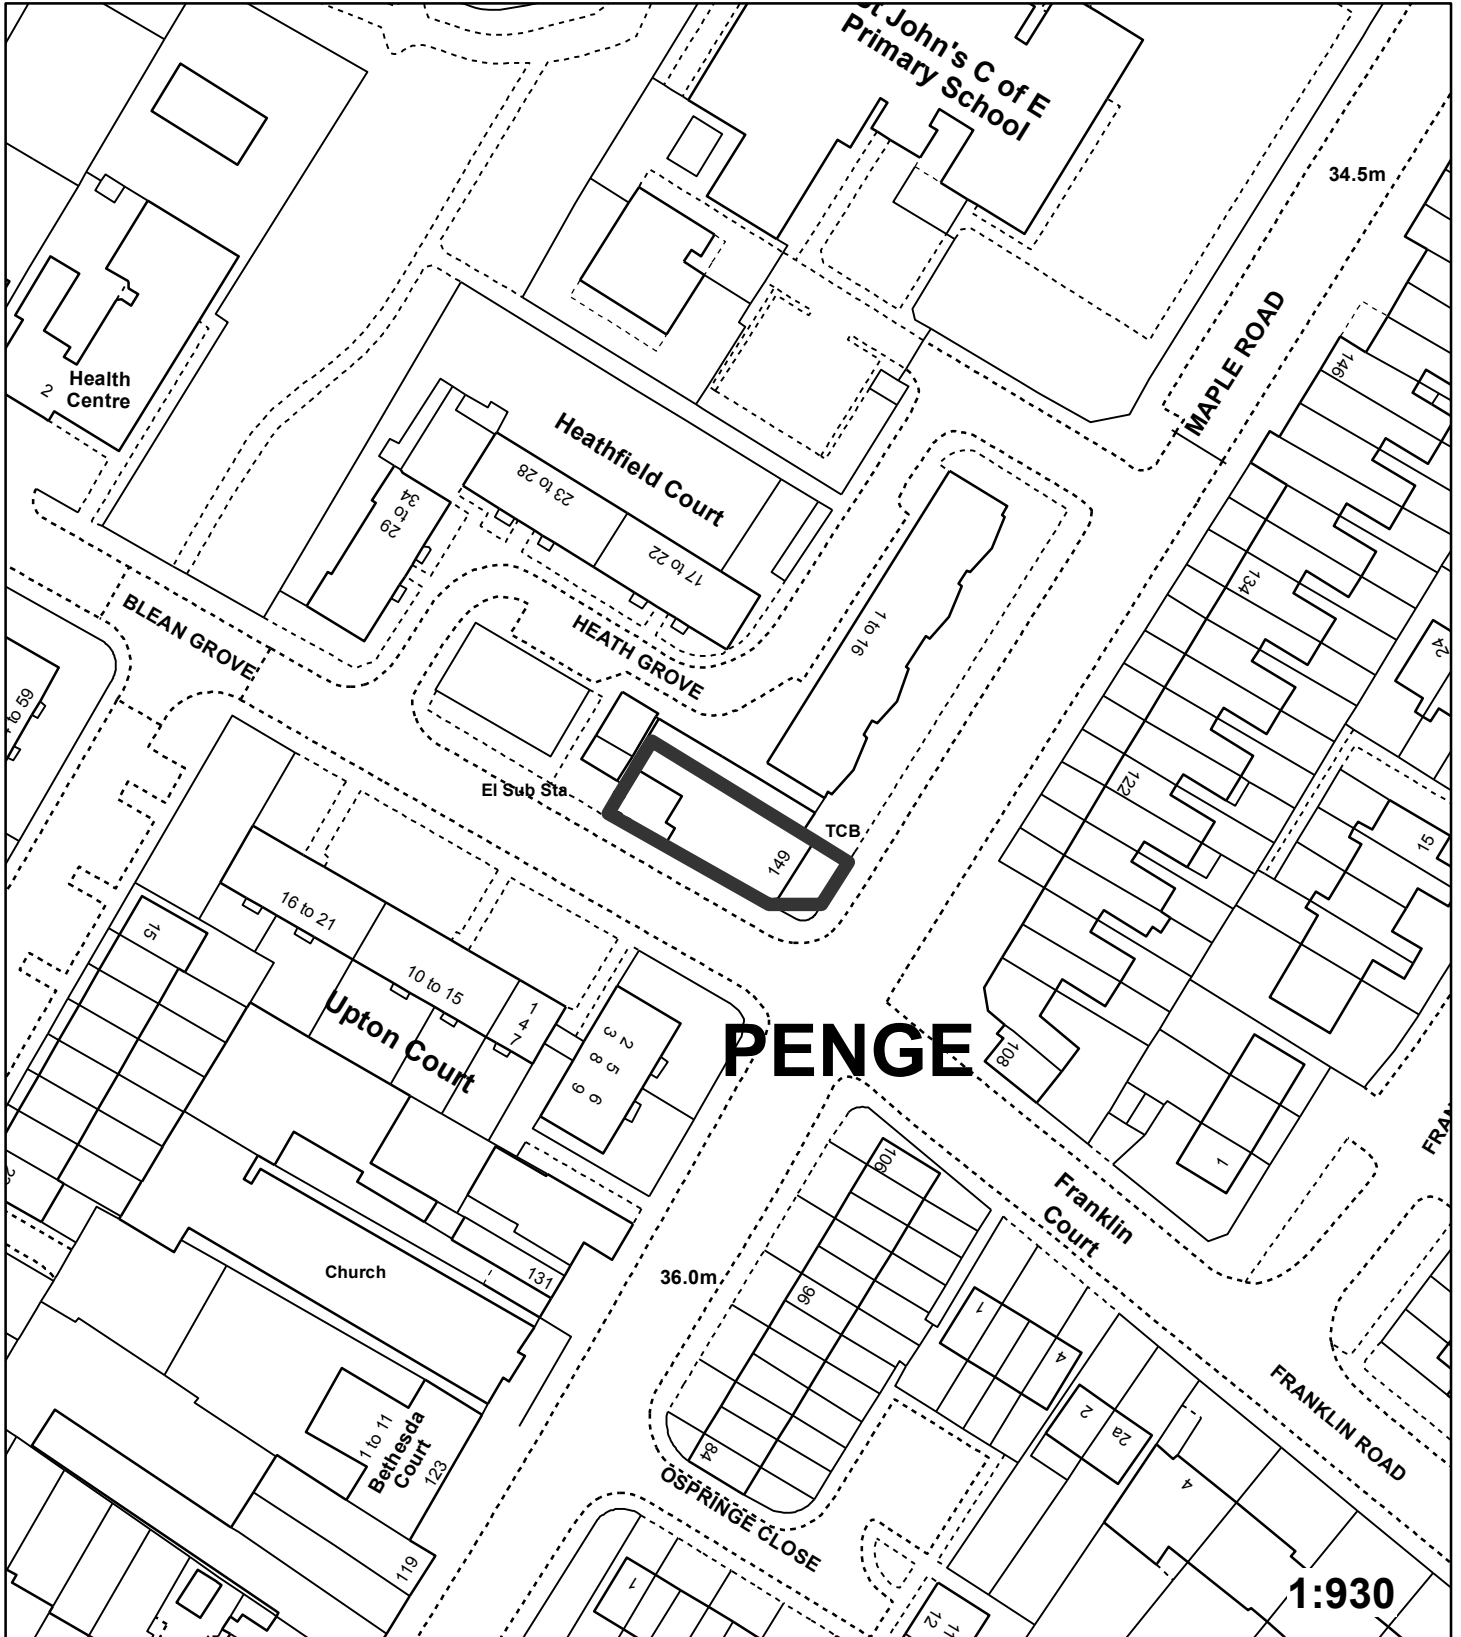 St John's C of E
Primary School
34.5m
MAPLE ROAD
146
Health
Centre
2
Heathfield Court
23 to 28
29
to
34
17 to 22
134
1 to 16
24
BLEAN GROVE
HEATH GROVE
to 59
122
El Sub Sta
TCB
149
15
16 to 21
15
10 to 15
1
4
7
Upton Court
3 2
8 5
9 6
PENGE
108
1
FRAN
106
Franklin
Court
Church
131
36.0m
96
1
4
FRANKLIN ROAD
1 to 11
Bethesda
Court
123
84
2
2a
4
OSPRINGE CLOSE
119
1
12
11
1:930